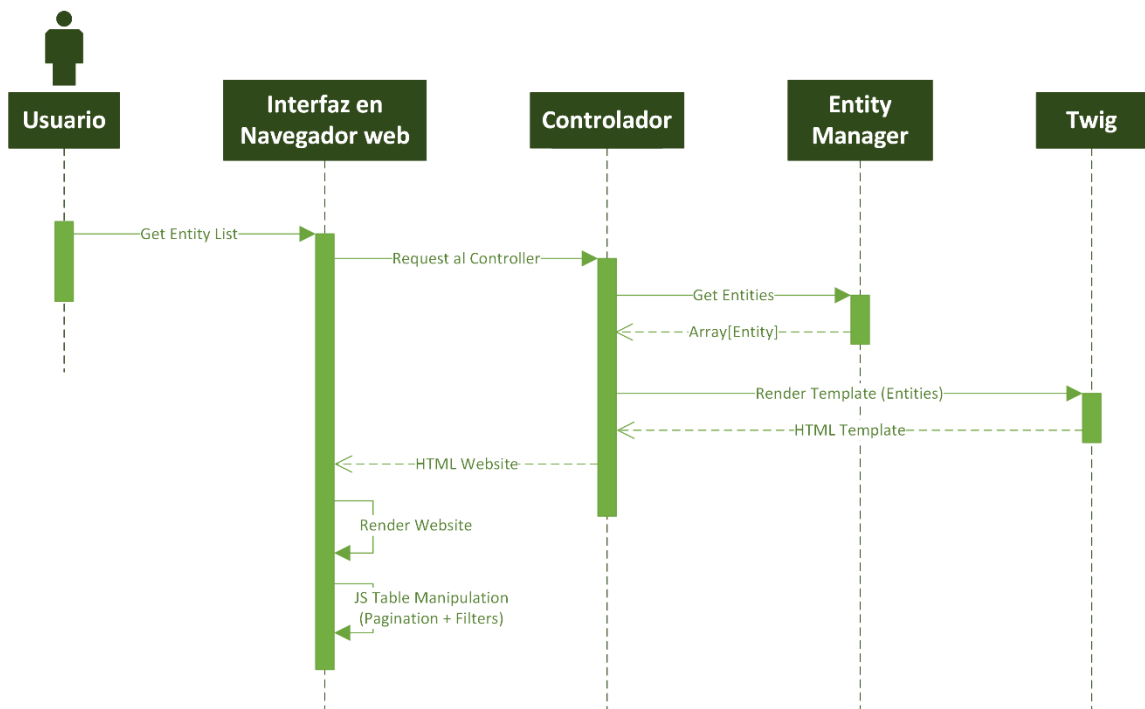 Usuario
Interfaz en
Navegador web
Controlador
Entity
Manager
Twig
Get Entity List
Request al Controller
Get Entities
Array[Entity]
Render Template (Entities)
HTML Template
HTML Website
Render Website
JS Table Manipulation
(Pagination + Filters)